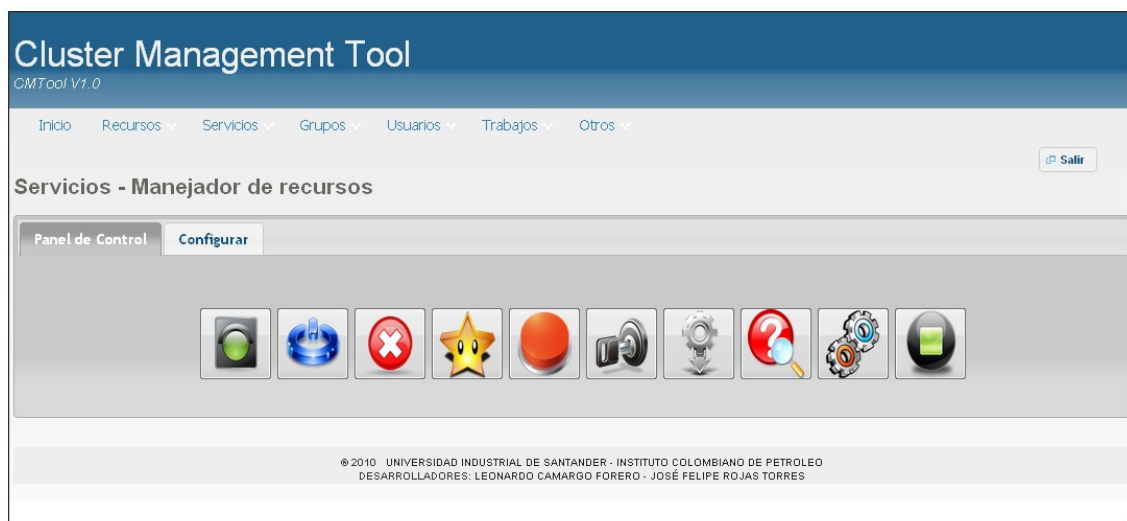 Cluster Management Tool
CMTool V1.0
Inicio Recursos Servicios Grupos Usuarios Trabajos Otros
Salir
Servicios - Manejador de recursos
Panel de Control Configurar
© 2010 UNIVERSIDAD INDUSTRIAL DE SANTANDER - INSTITUTO COLOMBIANO DE PETROLEO
DESARROLLADORES: LEONARDO CAMARGO FORERO - JOSÉ FELIPE ROJAS TORRES